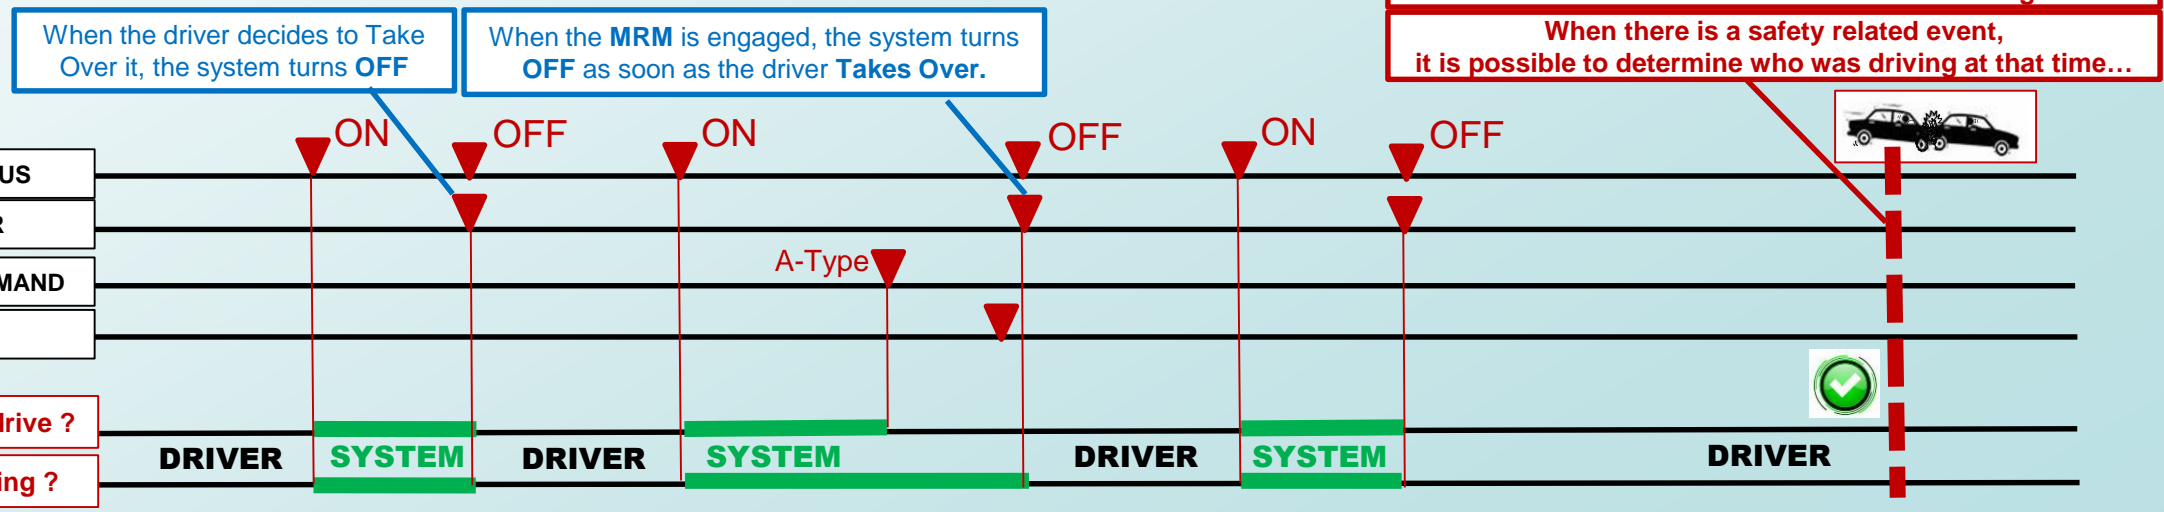 When the driver decides to Take
Over it, the system turns OFF
When the MRM is engaged, the system turns
OFF as soon as the driver Takes Over.
When there is a safety related event,
it is possible to determine who was driving at that time…
ON
OFF
ON
OFF
ON
OFF
US
R
A-Type
MAND
drive ?
DRIVER
SYSTEM
DRIVER
SYSTEM
DRIVER
SYSTEM
DRIVER
ing ?